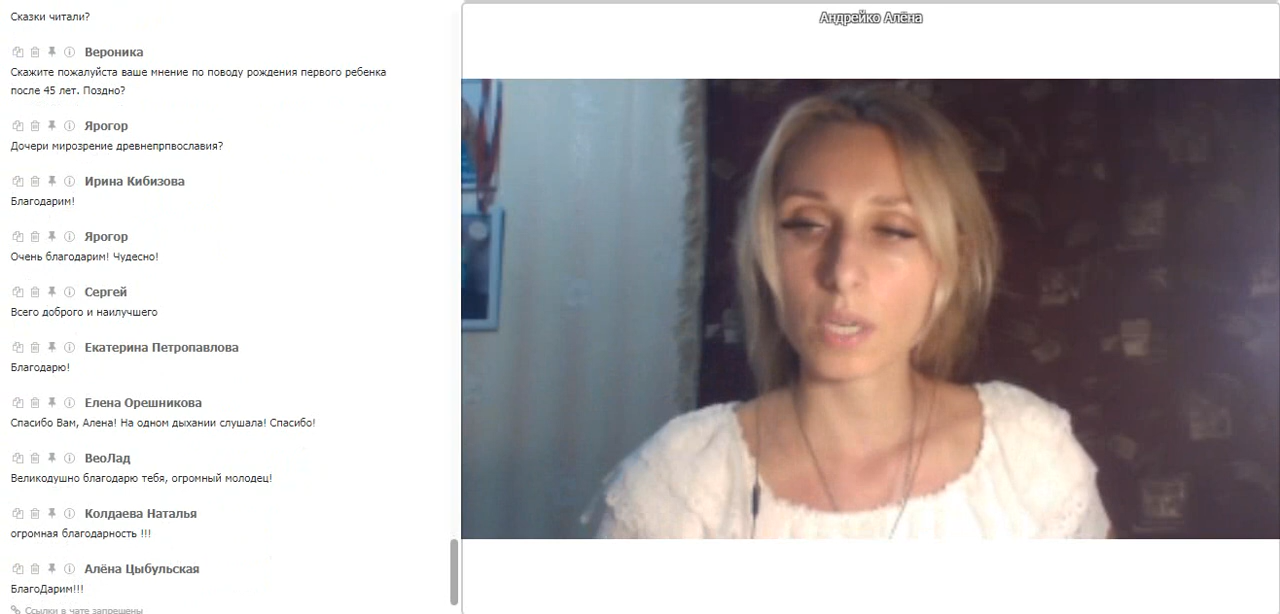 Сказки читали?
Вероника
Скажите пожалуйста ваше мнение по поводу рождения первого ребенка
после 45 лет. Поздно?
Ярогор
Дочери мирозрение древнепрпвославия?
Ирина Кибизова
Благодарим!
Ярогор
Очень благодарим! Чудесно!
Сергей
Всего доброго и наилучшего
Екатерина Петропавлова
Благодарю!
Елена Орешникова
Спасибо Вам, Алена! На одном дыхании слушала! Спасибо!
ВеоЛад
Великодушно благодарю тебя, огромный молодец!
Колдаева Наталья
огромная благодарность !!!
Алёна Цыбульская
БлагоДарим!!!
Ссылки в чате запрещены
Андрейко Алёна